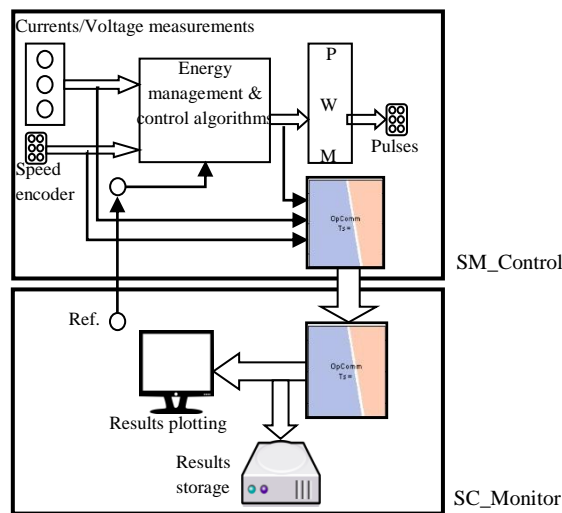 Currents/Voltage measurements
Energy
management &
control algorithms
P
W
M
Pulses
Speed
encoder
OpComm
Ts=
SM_Control
Ref.
OpComm
Ts=
Results plotting
Results
storage
SC_Monitor